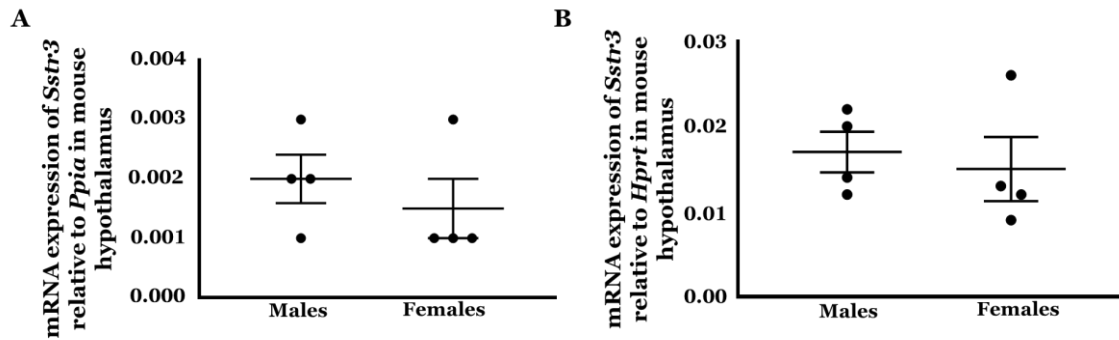 A
mRNA expression of Sstr3
relative to Ppia in mouse
hypothalamus
0.004
0.003
0.002
0.001
0.000
Males
Females
B
mRNA expression of Sstr3
relative to Hprt in mouse
hypothalamus
0.03
0.02
0.01
0.00
Males
Females